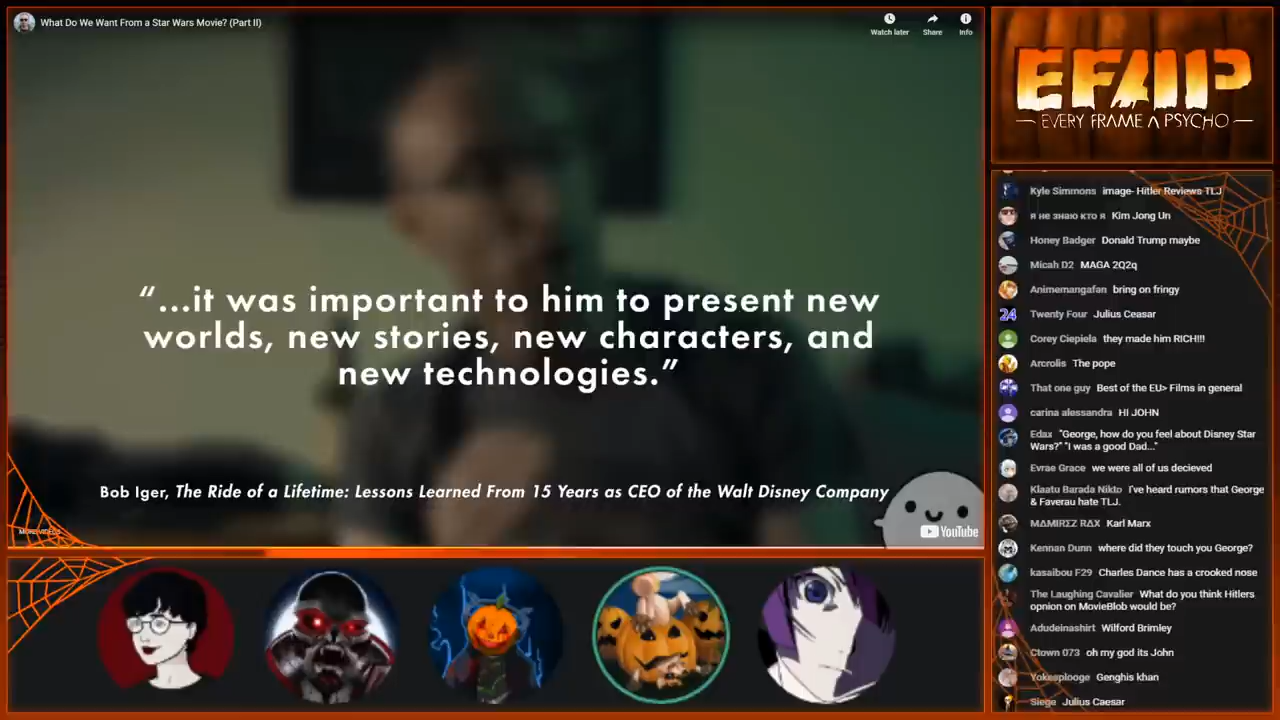 What Do We Want From a Star Wars Movie? (Part II)
Watch later
Share
Info
“...it was important to him to present new
worlds, new stories, new characters, and
new technologies.”
Bob Iger, The Ride of a Lifetime: Lessons Learned From 15 Years as CEO of the Walt Disney Company
MORE VIDEOS
YouTube
EFAP
EVERY FRAME A PSYCHO
Kyle Simmons image- Hitler Reviews TLJ
я не знаю кто я Kim Jong Un
Honey Badger Donald Trump maybe
Micah D2 MAGA 2Q2q
Animemangafan bring on fringy
Twenty Four Julius Ceasar
24
Corey Ciepiela they made him RICH!!!
Arcrolis The pope
That one guy Best of the EU> Films in general
carina alessandra HI JOHN
Edax "George, how do you feel about Disney Star
Wars?" "I was a good Dad..."
Evrae Grace we were all of us decieved
Klaatu Barada Nikto I've heard rumors that George
& Faverau hate TLJ.
MΔMIRΣZ RΔX Karl Marx
Kennan Dunn where did they touch you George?
kasaibou F29 Charles Dance has a crooked nose
The Laughing Cavalier What do you think Hitlers
opnion on MovieBlob would be?
Adudeinashirt Wilford Brimley
Ctown 073 oh my god its John
Yokesplooge Genghis khan
Siege Julius Caesar